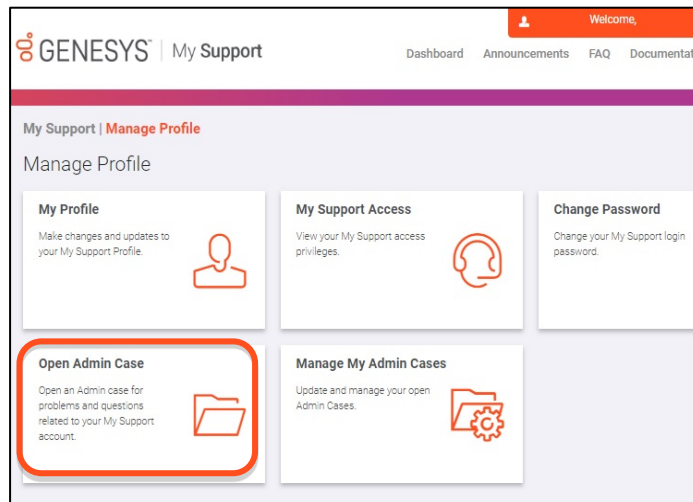 Welcome,
GENESYS™ | My Support
Dashboard Announcements FAQ Documentat
My Support | Manage Profile
Manage Profile
My Profile
Make changes and updates to
your My Support Profile.
My Support Access
View your My Support access
privileges.
Change Password
Change your My Support login
password.
Open Admin Case
Open an Admin case for
problems and questions
related to your My Support
account.
Manage My Admin Cases
Update and manage your open
Admin Cases.